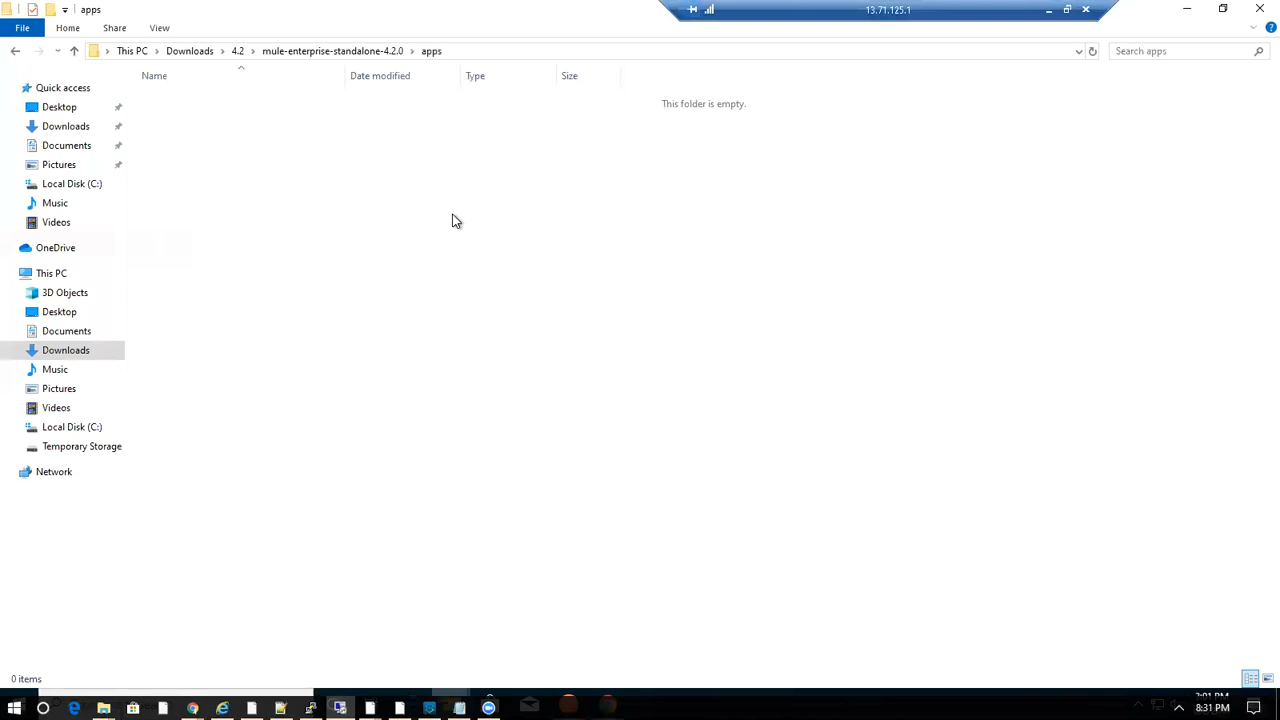 apps
13.71.125.1
File Home Share View
This PC > Downloads > 4.2 > mule-enterprise-standalone-4.2.0 > apps
Search apps
Name Date modified Type Size
This folder is empty.
Quick access
Desktop
Downloads
Documents
Pictures
Local Disk (C:)
Music
Videos
OneDrive
This PC
3D Objects
Desktop
Documents
Downloads
Music
Pictures
Videos
Local Disk (C:)
Temporary Storage
Network
0 items
8:31 PM